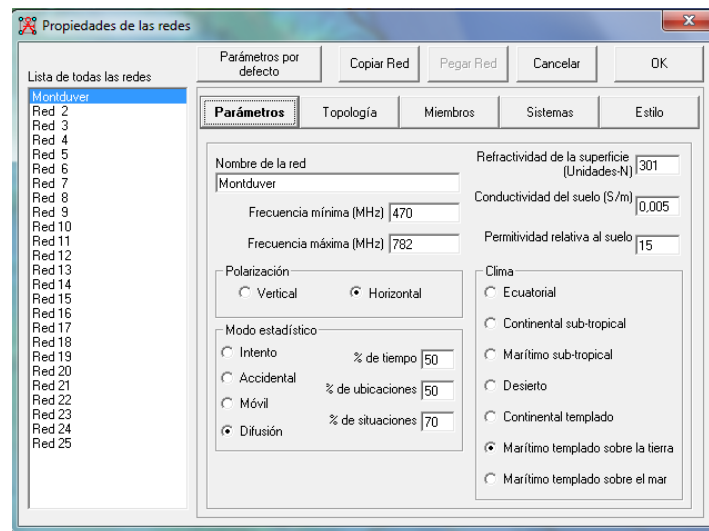 Propiedades de las redes
Parámetros por defecto
Copiar Red
Pegar Red
Cancelar
OK
Lista de todas las redes
Montduver
Red 2
Red 3
Red 4
Red 5
Red 6
Red 7
Red 8
Red 9
Red 10
Red 11
Red 12
Red 13
Red 14
Red 15
Red 16
Red 17
Red 18
Red 19
Red 20
Red 21
Red 22
Red 23
Red 24
Red 25
Parámetros
Topología
Miembros
Sistemas
Estilo
Nombre de la red
Montduver
Frecuencia mínima (MHz) 470
Frecuencia máxima (MHz) 782
Refractividad de la superficie
(Unidades-N) 301
Conductividad del suelo (S/m) 0,005
Permitividad relativa al suelo 15
Polarización
Vertical
Horizontal
Modo estadístico
Intento
Accidental
Móvil
Difusión
% de tiempo 50
% de ubicaciones 50
% de situaciones 70
Clima
Ecuatorial
Continental sub-tropical
Marítimo sub-tropical
Desierto
Continental templado
Marítimo templado sobre la tierra
Marítimo templado sobre el mar